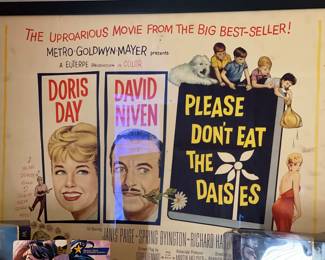 THE UPROARIOUS MOVIE FROM THE BIG BEST-SELLER!
METRO-GOLDWYN-MAYER presents
A EUTERPE PRODUCTION in COLOR
DORIS
DAY
DAVID
NIVEN
PLEASE
DON'T EAT
THE
DAISIES
JANIS PAIGE · SPRING BYINGTON · RICHARD